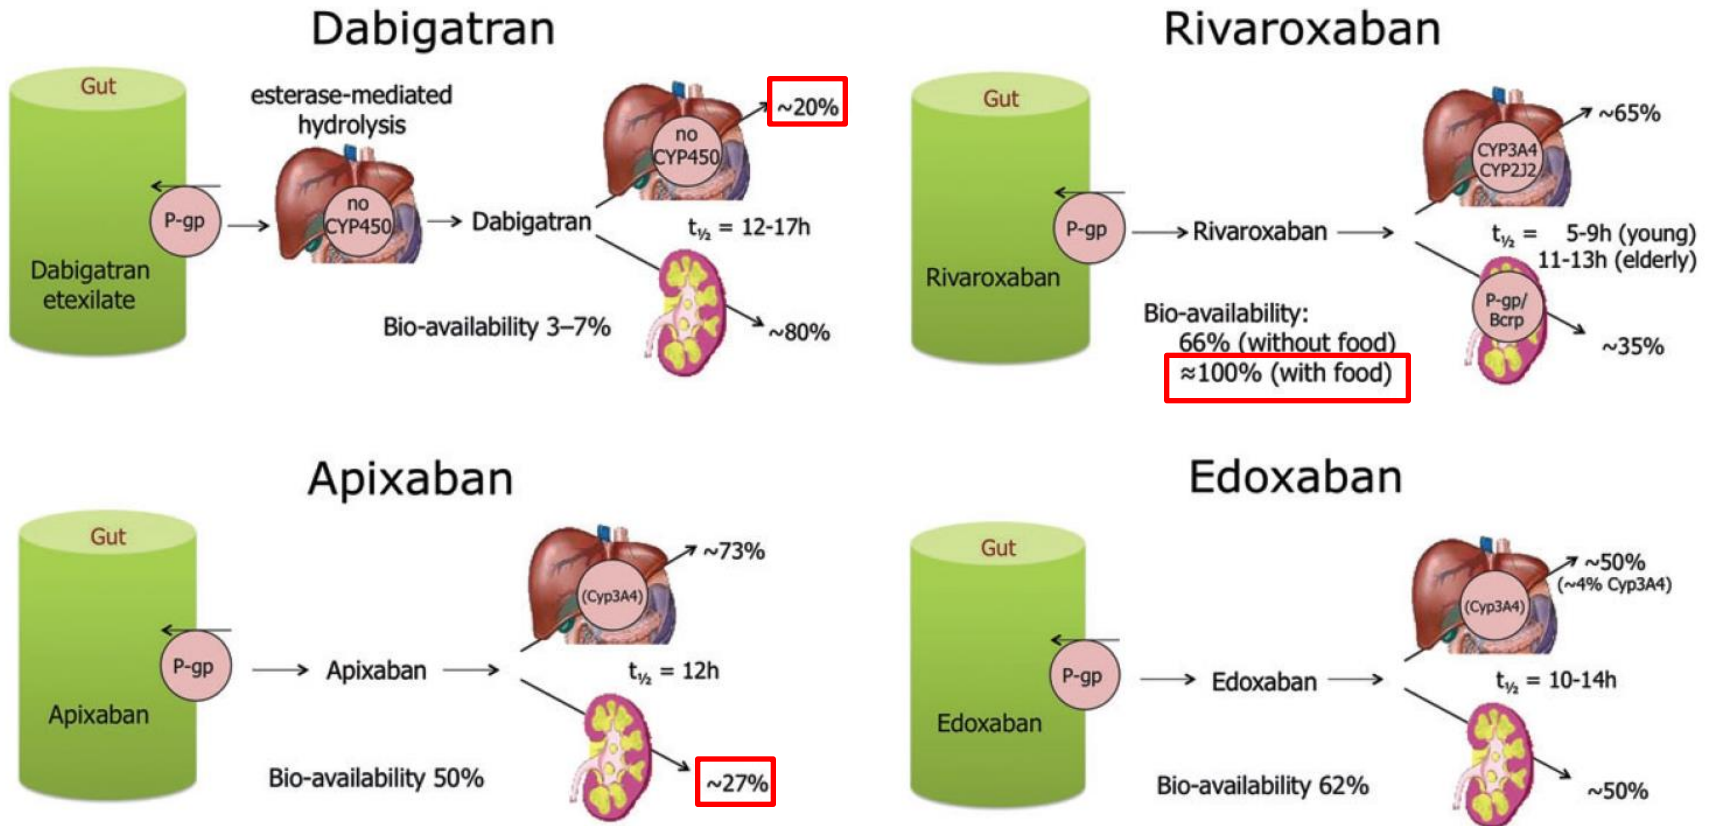 Dabigatran
Gut
esterase-mediated
hydrolysis
no
CYP450
~20%
no
CYP450
P-gp
Dabigatran
t½ = 12-17h
Dabigatran
etexilate
Bio-availability 3–7%
~80%
Rivaroxaban
Gut
CYP3A4
CYP2J2
~65%
P-gp
Rivaroxaban
t½ = 5-9h (young)
11-13h (elderly)
Rivaroxaban
Bio-availability:
66% (without food)
≈100% (with food)
P-gp/
Bcrp
~35%
Apixaban
Gut
~73%
(Cyp3A4)
P-gp
Apixaban
t½ = 12h
Apixaban
Bio-availability 50%
~27%
Edoxaban
Gut
~50%
(~4% Cyp3A4)
(Cyp3A4)
P-gp
Edoxaban
t½ = 10-14h
Edoxaban
Bio-availability 62%
~50%